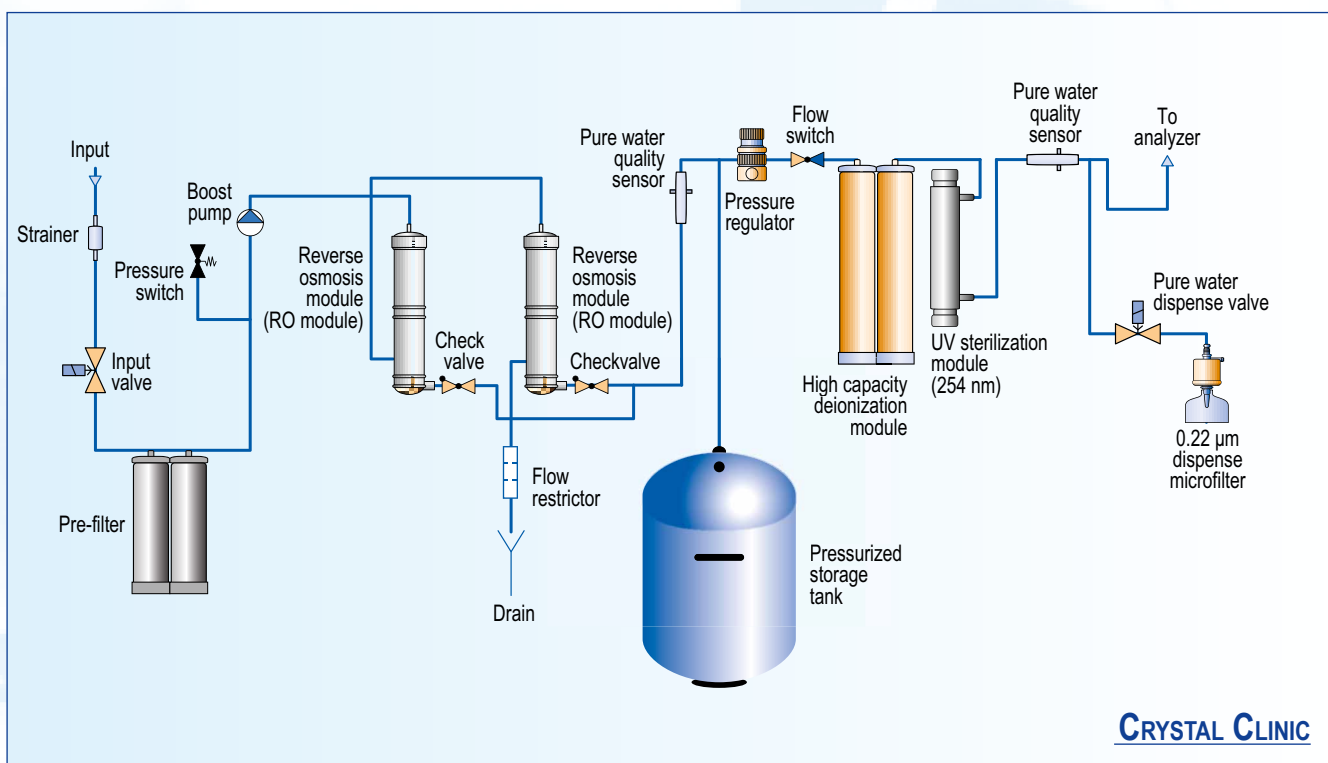 Input
Strainer
Pressure
switch
Input
valve
Pre-filter
Boost
pump
Reverse
osmosis
module
(RO module)
Check
valve
Reverse
osmosis
module
(RO module)
Checkvalve
Flow
restrictor
Drain
Pure water
quality
sensor
Pressure
regulator
Flow
switch
Pressurized
storage
tank
High capacity
deionization
module
UV sterilization
module
(254 nm)
Pure water
quality
sensor
To
analyzer
Pure water
dispense valve
0.22 µm
dispense
microfilter
CRYSTAL CLINIC